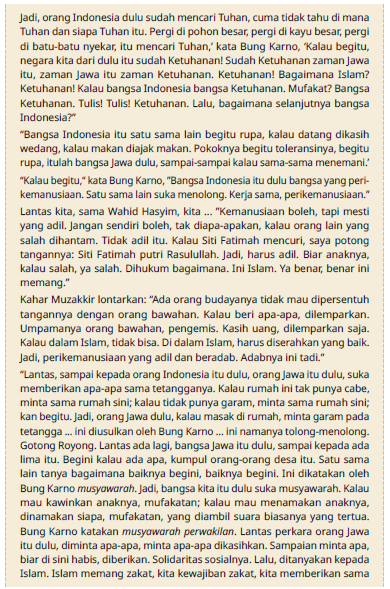 Jadi, orang Indonesia dulu sudah mencari Tuhan, cuma tidak tahu di mana
Tuhan dan siapa Tuhan itu. Pergi di pohon besar, pergi di kayu besar, pergi
di batu-batu nyekar, itu mencari Tuhan,’ kata Bung Karno, ‘Kalau begitu,
negara kita dari dulu itu sudah Ketuhanan! Sudah Ketuhanan zaman Jawa
itu, zaman Jawa itu zaman Ketuhanan. Ketuhanan! Bagaimana Islam?
Ketuhanan! Kalau bangsa Indonesia bangsa Ketuhanan. Mufakat? Bangsa
Ketuhanan. Tulis! Tulis! Ketuhanan. Lalu, bagaimana selanjutnya bangsa
Indonesia?”
“Bangsa Indonesia itu satu sama lain begitu rupa, kalau datang dikasih
wedang, kalau makan diajak makan. Pokoknya begitu toleransinya, begitu
rupa, itulah bangsa Jawa dulu, sampai-sampai kalau sama-sama menemani.’
“Kalau begitu,“ kata Bung Karno, ”Bangsa Indonesia itu dulu bangsa yang peri-
kemanusiaan. Satu sama lain suka menolong. Kerja sama, perikemanusiaan.”
Lantas kita, sama Wahid Hasyim, kita ... ”Kemanusiaan boleh, tapi mesti
yang adil. Jangan sendiri boleh, tak diapa-apakan, kalau orang lain yang
salah dihantam. Tidak adil itu. Kalau Siti Fatimah mencuri, saya potong
tangannya: Siti Fatimah putri Rasulullah. Jadi, harus adil. Biar anaknya,
kalau salah, ya salah. Dihukum bagaimana. Ini Islam. Ya benar, benar ini
memang.”
Kahar Muzakkir lontarkan: “Ada orang budayanya tidak mau dipersentuh
tangannya dengan orang bawahan. Kalau beri apa-apa, dilemparkan.
Umpamanya orang bawahan, pengemis. Kasih uang, dilemparkan saja.
Kalau dalam Islam, tidak bisa. Di dalam Islam, harus diserahkan yang baik.
Jadi, perikemanusiaan yang adil dan beradab. Adabnya ini tadi.”
“Lantas, sampai kepada orang Indonesia itu dulu, orang Jawa itu dulu, suka
memberikan apa-apa sama tetangganya. Kalau rumah ini tak punya cabe,
minta sama rumah sini; kalau tidak punya garam, minta sama rumah sini;
kan begitu. Jadi, orang Jawa dulu, kalau masak di rumah, minta garam pada
tetangga ... ini diusulkan oleh Bung Karno ... ini namanya tolong-menolong.
Gotong Royong. Lantas ada lagi, bangsa Jawa itu dulu, sampai kepada ada
lima itu. Begini kalau ada apa, kumpul orang-orang desa itu. Satu sama
lain tanya bagaimana baiknya begini, baiknya begini. Ini dikatakan oleh
Bung Karno musyawarah. Jadi, bangsa kita itu dulu suka musyawarah. Kalau
mau kawinkan anaknya, mufakatan; kalau mau menamakan anaknya,
dinamakan siapa, mufakatan, yang diambil suara biasanya yang tertua.
Bung Karno katakan musyawarah perwakilan. Lantas perkara orang Jawa
itu dulu, diminta apa-apa, minta apa-apa dikasihkan. Sampaian minta apa,
biar di sini habis, diberikan. Solidaritas sosialnya. Lalu, ditanyakan kepada
Islam. Islam memang zakat, kita kewajiban zakat, kita memberikan sama